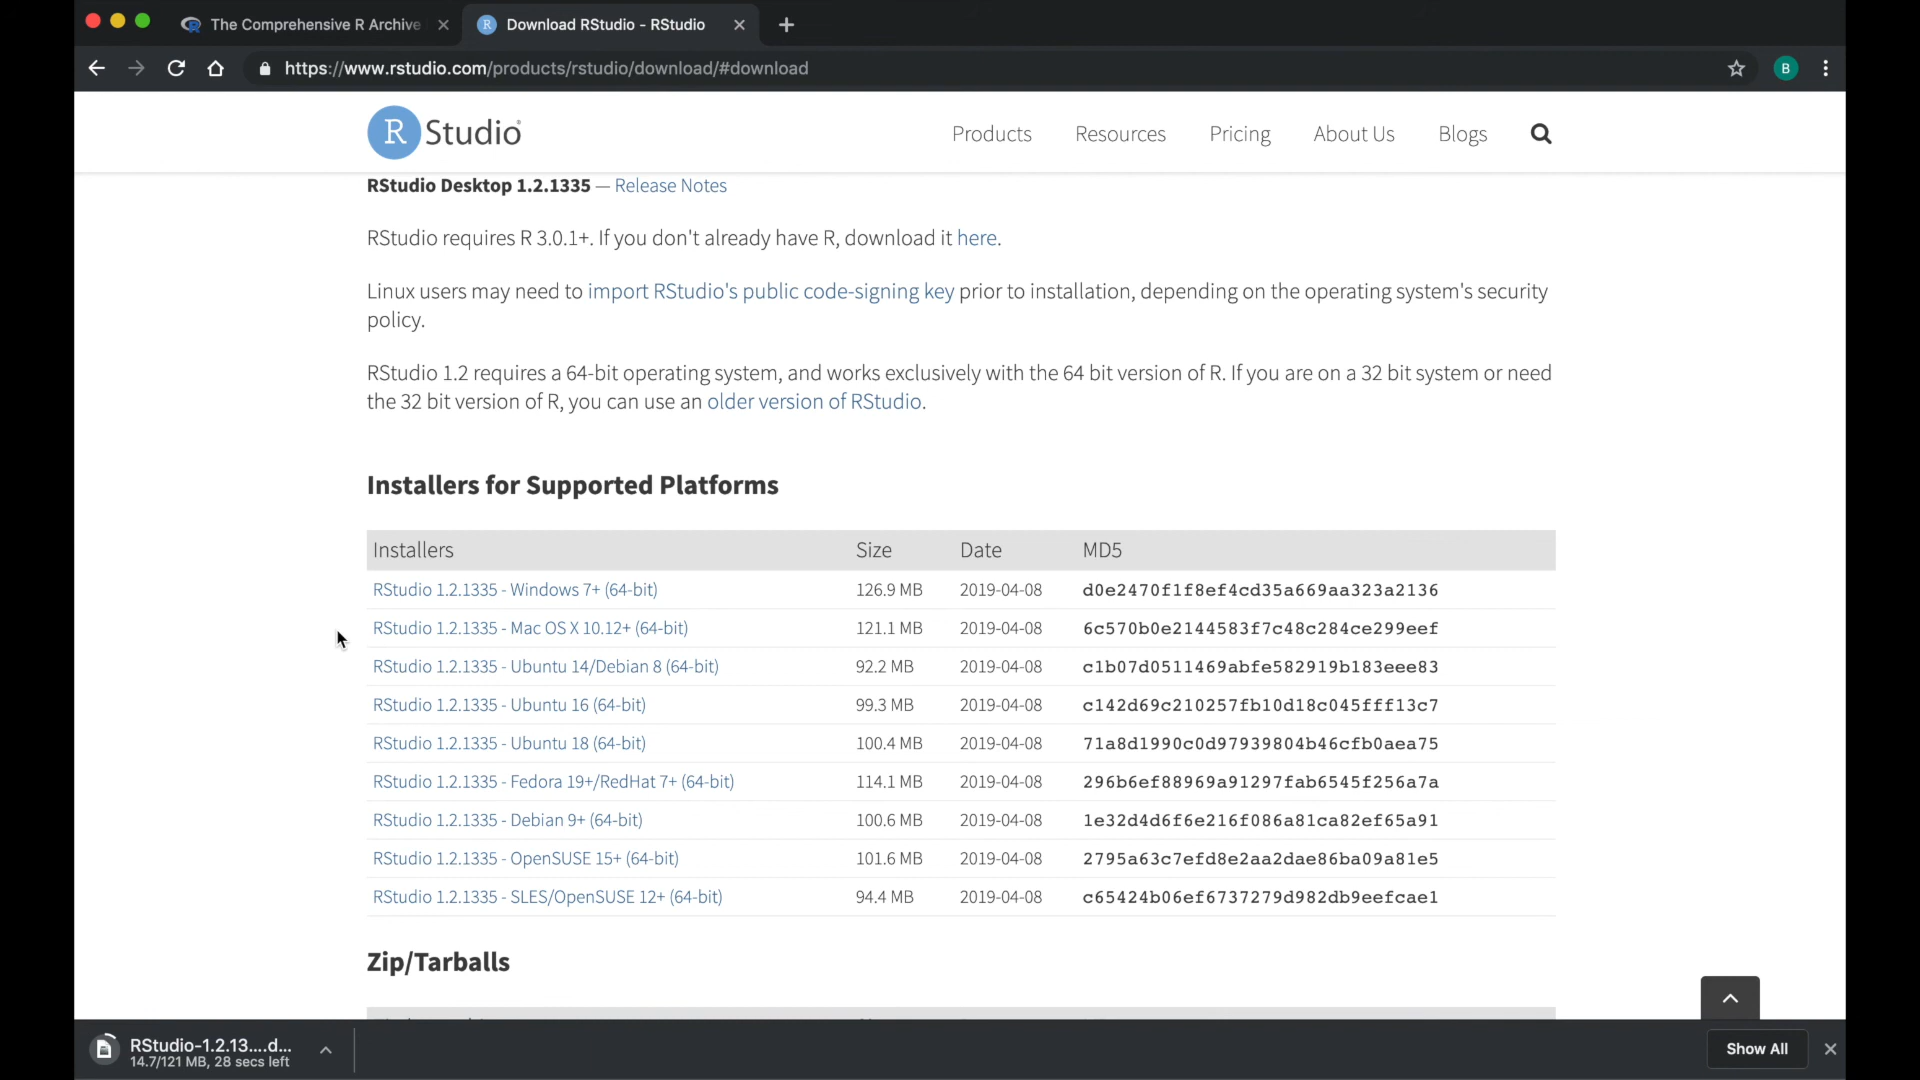 The Comprehensive R Archive
Download RStudio - RStudio
https://www.rstudio.com/products/rstudio/download/#download
B
R Studio
Products Resources Pricing About Us Blogs
RStudio Desktop 1.2.1335 — Release Notes
RStudio requires R 3.0.1+. If you don't already have R, download it here.
Linux users may need to import RStudio's public code-signing key prior to installation, depending on the operating system's security
policy.
RStudio 1.2 requires a 64-bit operating system, and works exclusively with the 64 bit version of R. If you are on a 32 bit system or need
the 32 bit version of R, you can use an older version of RStudio.
Installers for Supported Platforms
Installers Size Date MD5
RStudio 1.2.1335 - Windows 7+ (64-bit) 126.9 MB 2019-04-08 d0e2470f1f8ef4cd35a669aa323a2136
RStudio 1.2.1335 - Mac OS X 10.12+ (64-bit) 121.1 MB 2019-04-08 6c570b0e2144583f7c48c284ce299eef
RStudio 1.2.1335 - Ubuntu 14/Debian 8 (64-bit) 92.2 MB 2019-04-08 c1b07d0511469abfe582919b183eee83
RStudio 1.2.1335 - Ubuntu 16 (64-bit) 99.3 MB 2019-04-08 c142d69c210257fb10d18c045fff13c7
RStudio 1.2.1335 - Ubuntu 18 (64-bit) 100.4 MB 2019-04-08 71a8d1990c0d97939804b46cfb0aea75
RStudio 1.2.1335 - Fedora 19+/RedHat 7+ (64-bit) 114.1 MB 2019-04-08 296b6ef88969a91297fab6545f256a7a
RStudio 1.2.1335 - Debian 9+ (64-bit) 100.6 MB 2019-04-08 1e32d4d6f6e216f086a81ca82ef65a91
RStudio 1.2.1335 - OpenSUSE 15+ (64-bit) 101.6 MB 2019-04-08 2795a63c7efd8e2aa2dae86ba09a81e5
RStudio 1.2.1335 - SLES/OpenSUSE 12+ (64-bit) 94.4 MB 2019-04-08 c65424b06ef6737279d982db9eefcae1
Zip/Tarballs
RStudio-1.2.13....d...
14.7/121 MB, 28 secs left
Show All